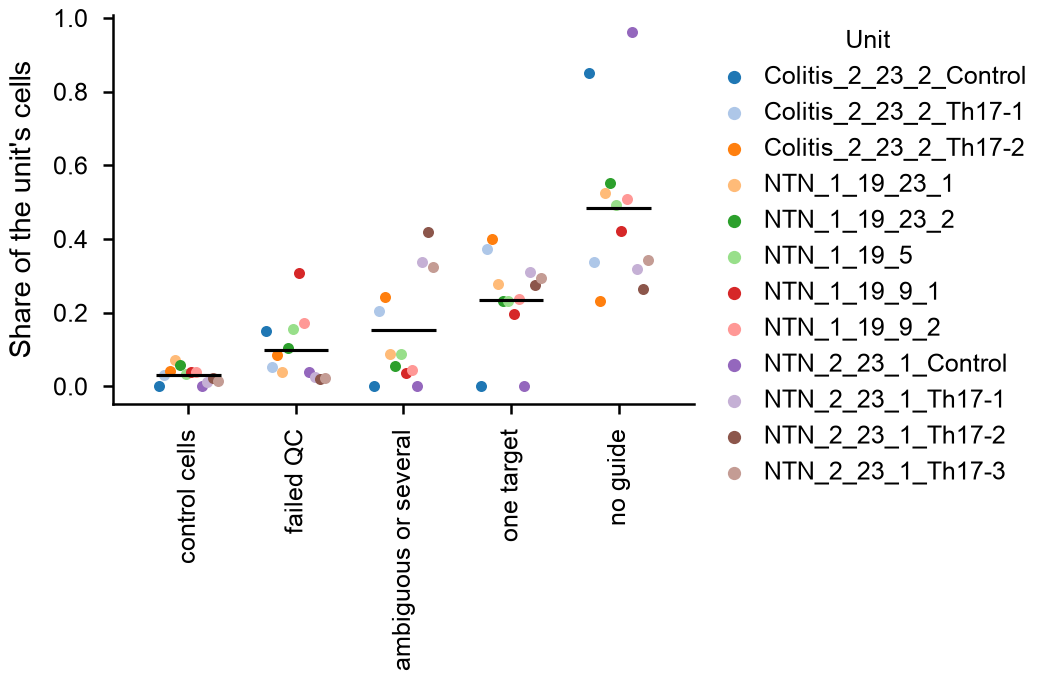 Share of the unit's cells
1.0
0.8
0.6
0.4
0.2
0.0
control cells
failed QC
ambiguous or several
one target
no guide
Unit
Colitis_2_23_2_Control
Colitis_2_23_2_Th17-1
Colitis_2_23_2_Th17-2
NTN_1_19_23_1
NTN_1_19_23_2
NTN_1_19_5
NTN_1_19_9_1
NTN_1_19_9_2
NTN_2_23_1_Control
NTN_2_23_1_Th17-1
NTN_2_23_1_Th17-2
NTN_2_23_1_Th17-3